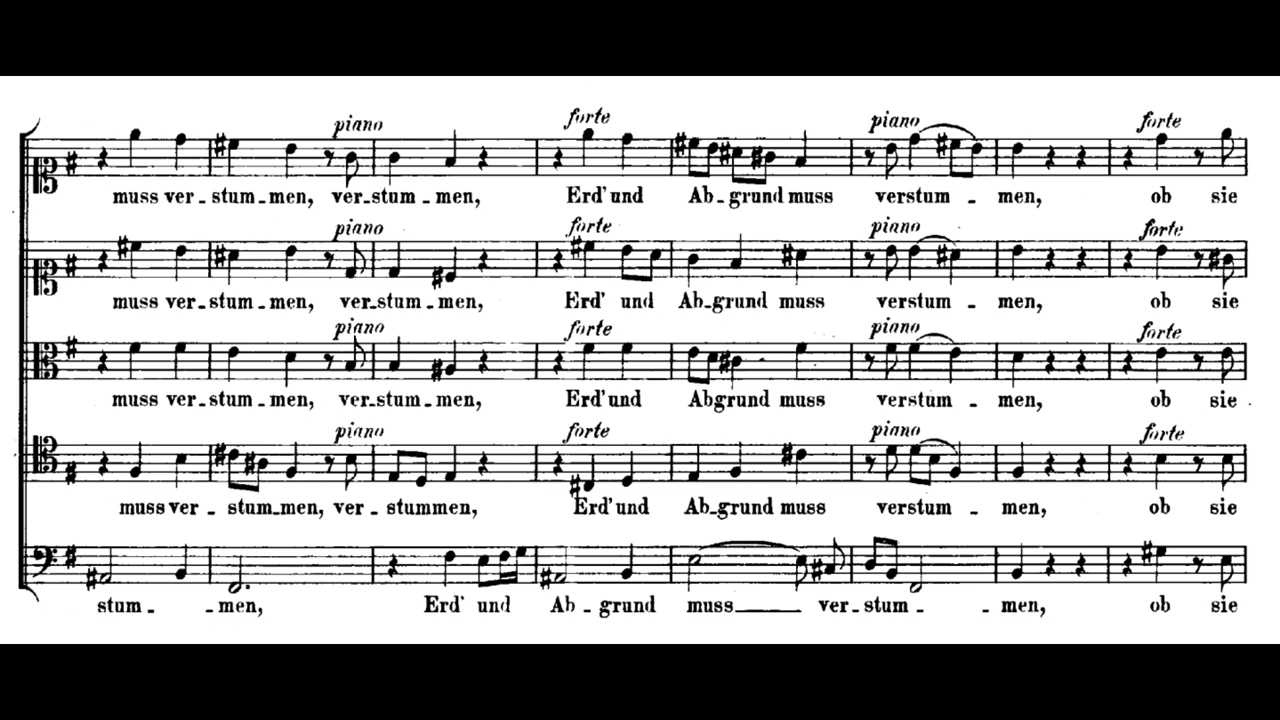 piano forte piano forte
muss ver-stum-men, ver-stum-men, Erd' und Ab-grund muss verstum - men, ob sie
piano forte piano forte
muss ver-stum-men, ver-stum-men, Erd' und Ab-grund muss verstum - men, ob sie
piano forte piano forte
muss ver-stum-men, ver-stum-men, Erd' und Abgrund muss verstum - men, ob sie
piano forte piano forte
muss ver - stum-men, ver - stummen, Erd' und Ab-grund muss verstum - men, ob sie
stum - - men, Erd' und Ab - grund muss ver-stum - - men, ob sie